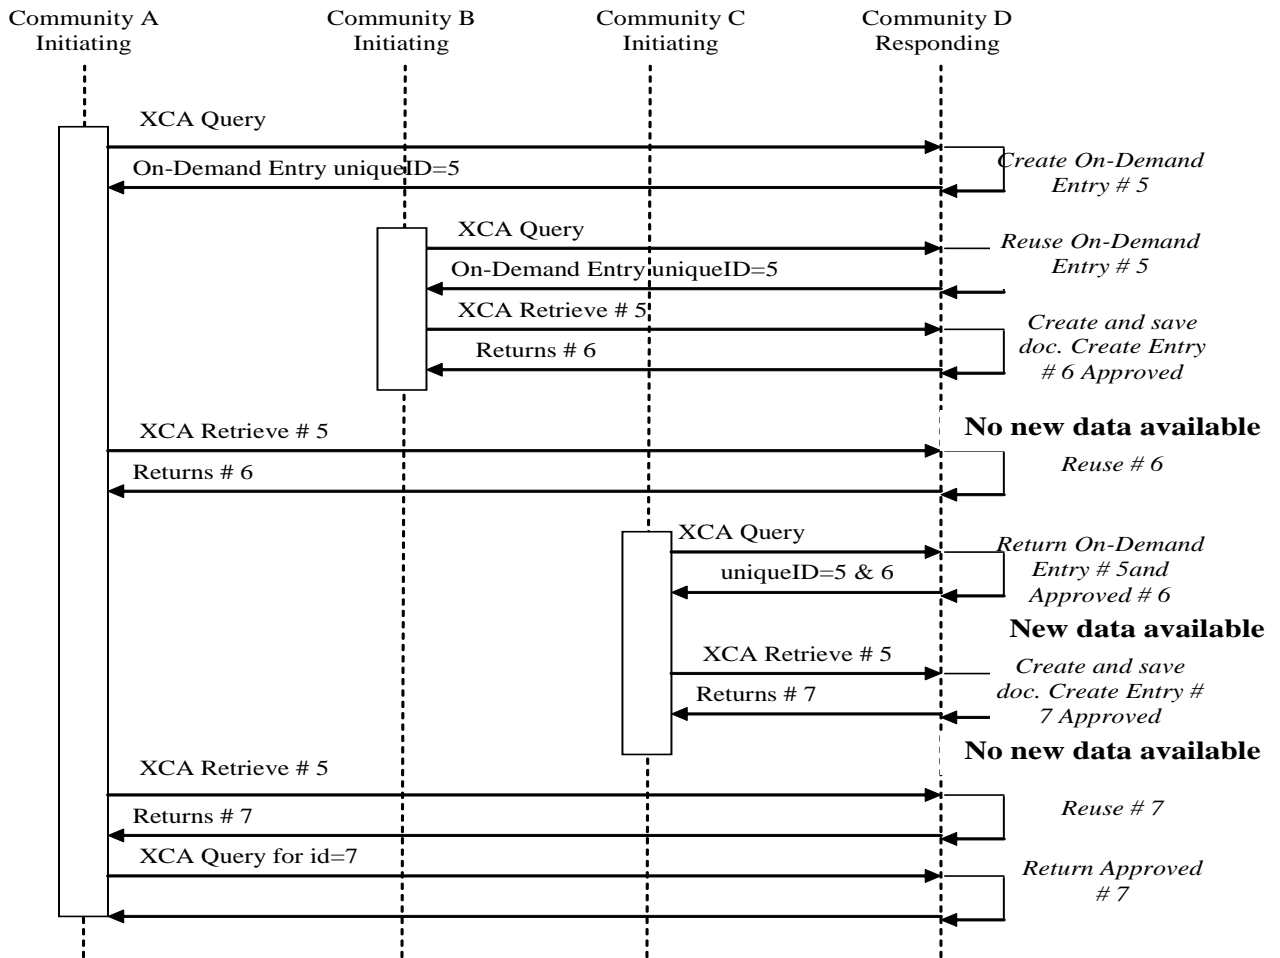 Community A
Initiating
Community B
Initiating
Community C
Initiating
Community D
Responding
XCA Query
On-Demand Entry uniqueID=5
Create On-Demand
Entry # 5
XCA Query
On-Demand Entry uniqueID=5
Reuse On-Demand
Entry # 5
XCA Retrieve # 5
Returns # 6
Create and save
doc. Create Entry
# 6 Approved
No new data available
XCA Retrieve # 5
Returns # 6
Reuse # 6
XCA Query
uniqueID=5 & 6
Return On-Demand
Entry # 5and
Approved # 6
New data available
XCA Retrieve # 5
Returns # 7
Create and save
doc. Create Entry #
7 Approved
No new data available
XCA Retrieve # 5
Returns # 7
Reuse # 7
XCA Query for id=7
Return Approved
# 7